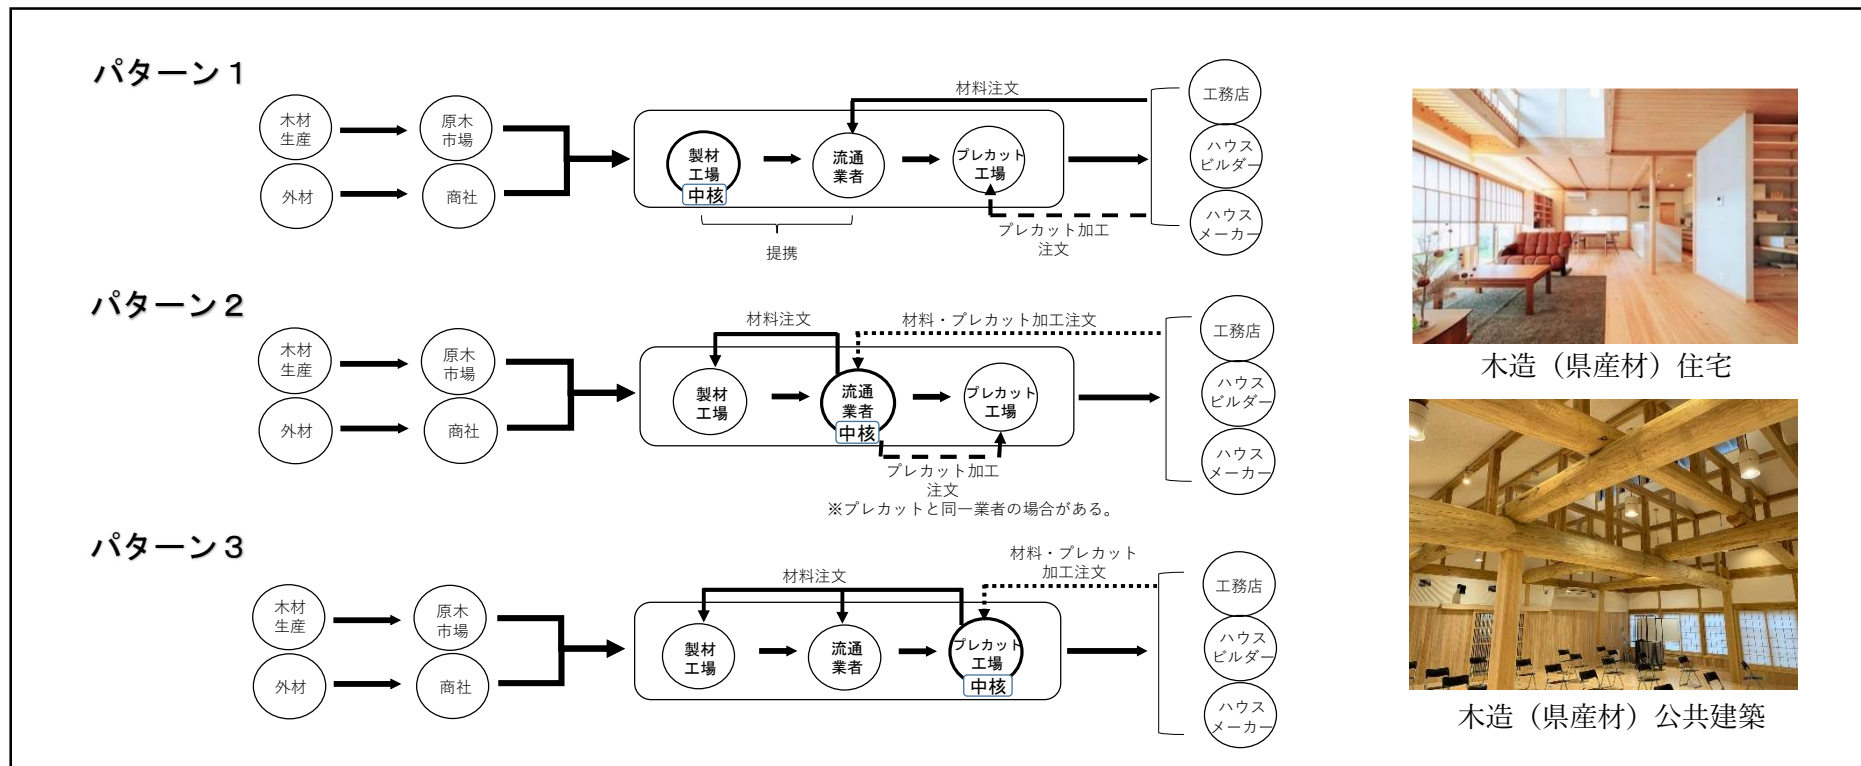 パターン１
木材
生産
原木
市場
外材
商社
製材
工場
中核
流通
業者
プレカット
工場
提携
材料注文
プレカット加工
注文
工務店
ハウス
ビルダー
ハウス
メーカー
パターン２
木材
生産
原木
市場
外材
商社
材料注文
製材
工場
流通
業者
中核
プレカット
工場
材料・プレカット加工注文
プレカット加工
注文
※プレカットと同一業者の場合がある。
工務店
ハウス
ビルダー
ハウス
メーカー
パターン３
木材
生産
原木
市場
外材
商社
材料注文
製材
工場
流通
業者
プレカット
工場
中核
材料・プレカット
加工注文
工務店
ハウス
ビルダー
ハウス
メーカー
木造（県産材）住宅
木造（県産材）公共建築